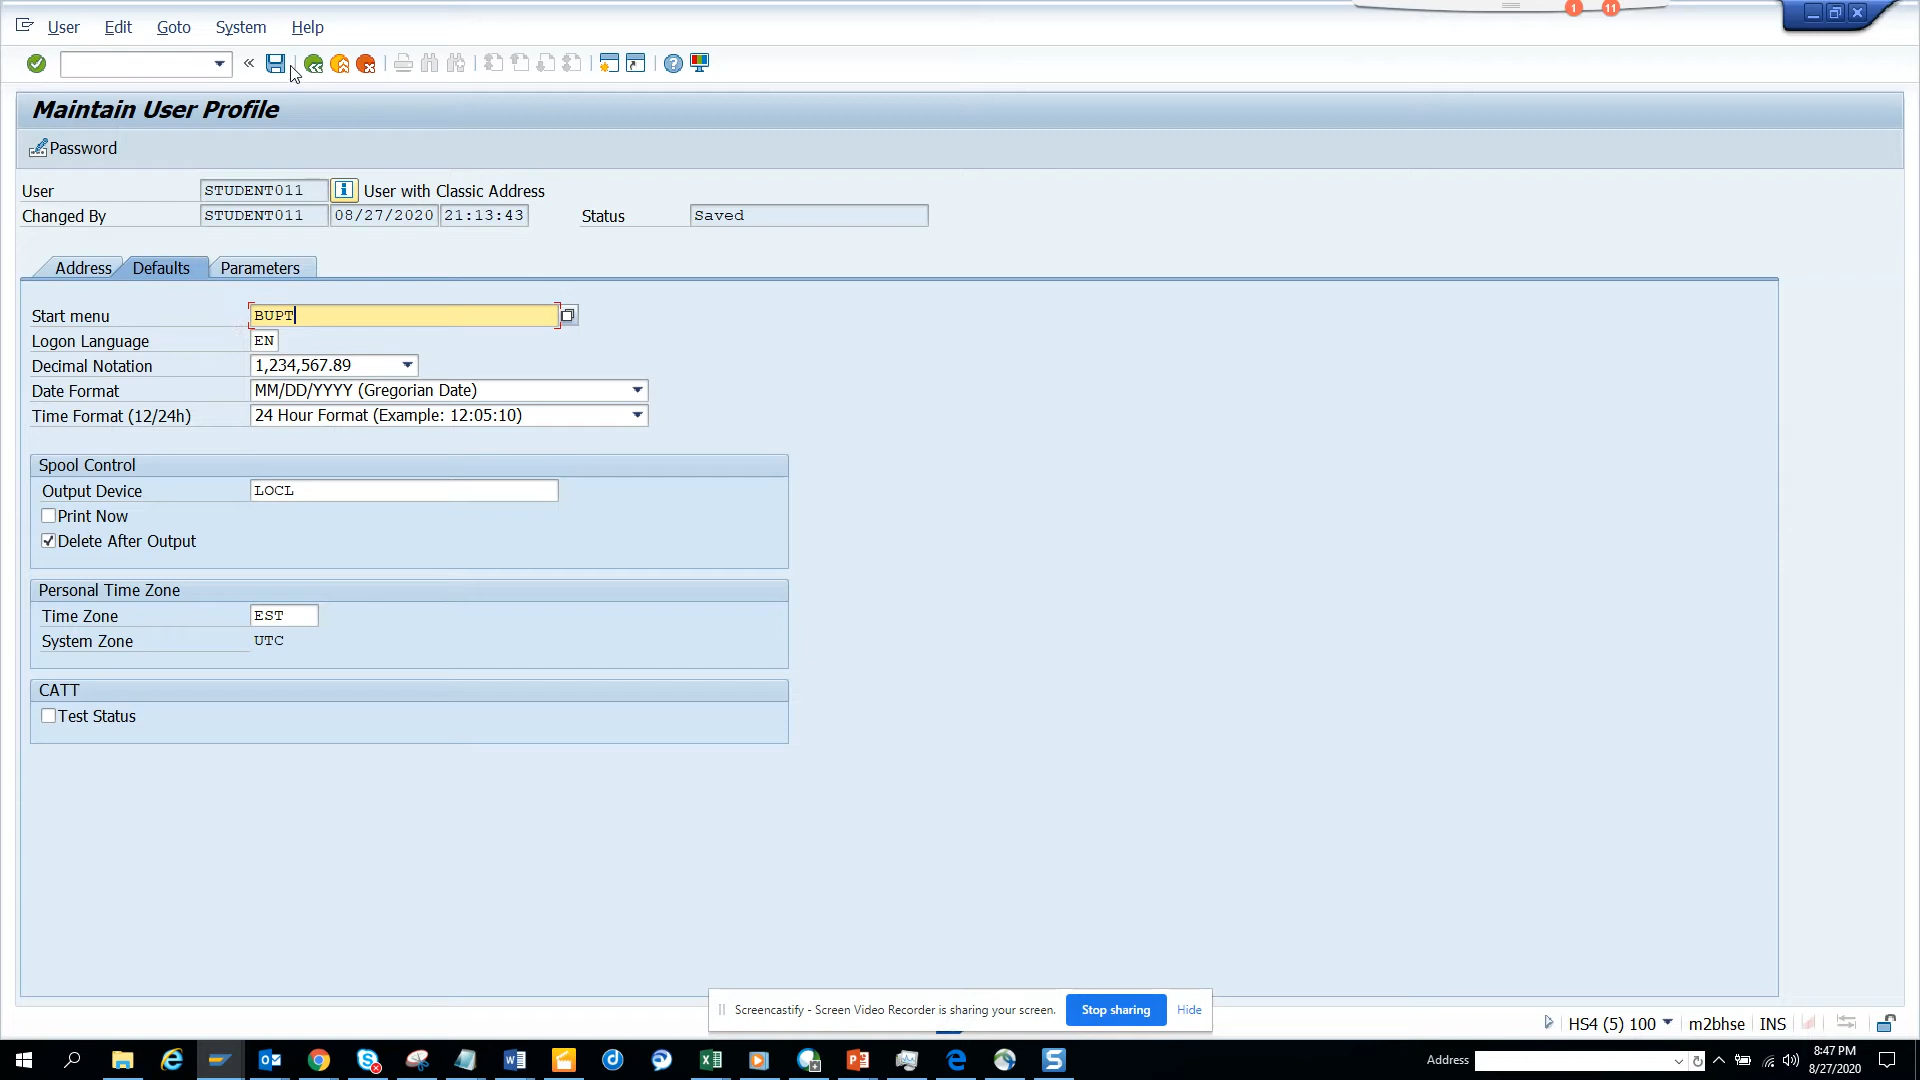 1 11
User Edit Goto System Help
Maintain User Profile
Password
User STUDENT011 User with Classic Address
Changed By STUDENT011 08/27/2020 21:13:43 Status Saved
Address Defaults Parameters
Start menu BUPT
Logon Language EN
Decimal Notation 1,234,567.89
Date Format MM/DD/YYYY (Gregorian Date)
Time Format (12/24h) 24 Hour Format (Example: 12:05:10)
Spool Control
Output Device LOCL
Print Now
Delete After Output
Personal Time Zone
Time Zone EST
System Zone UTC
CATT
Test Status
Screencastify - Screen Video Recorder is sharing your screen. Stop sharing Hide
HS4 (5) 100 m2bhse INS
Address 8:47 PM
8/27/2020